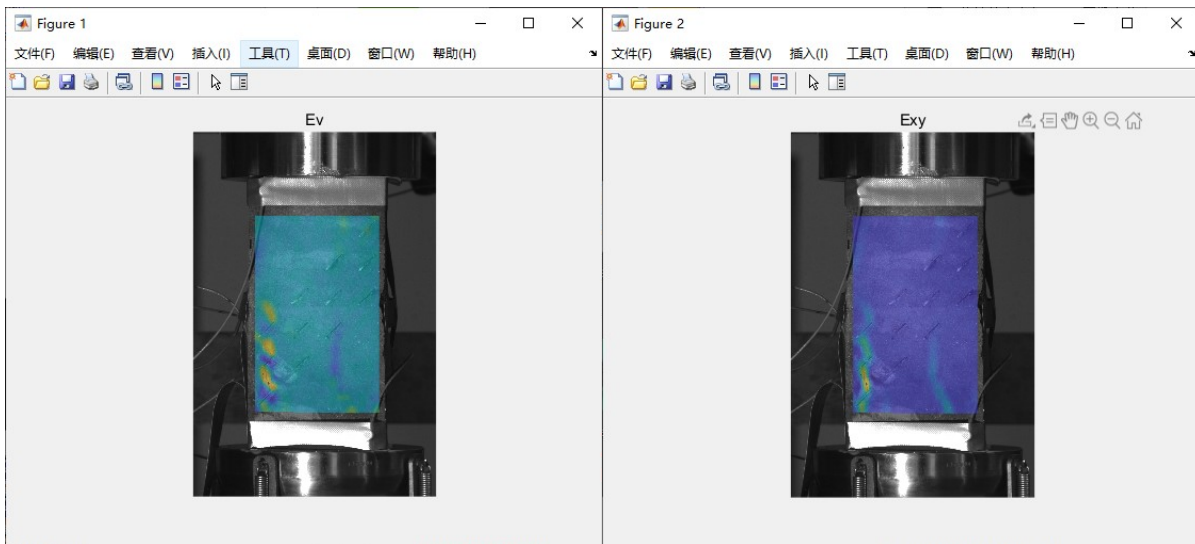 Figure 1
文件(F) 编辑(E) 查看(V) 插入(I) 工具(T) 桌面(D) 窗口(W) 帮助(H)
Ev
Figure 2
文件(F) 编辑(E) 查看(V) 插入(I) 工具(T) 桌面(D) 窗口(W) 帮助(H)
Exy